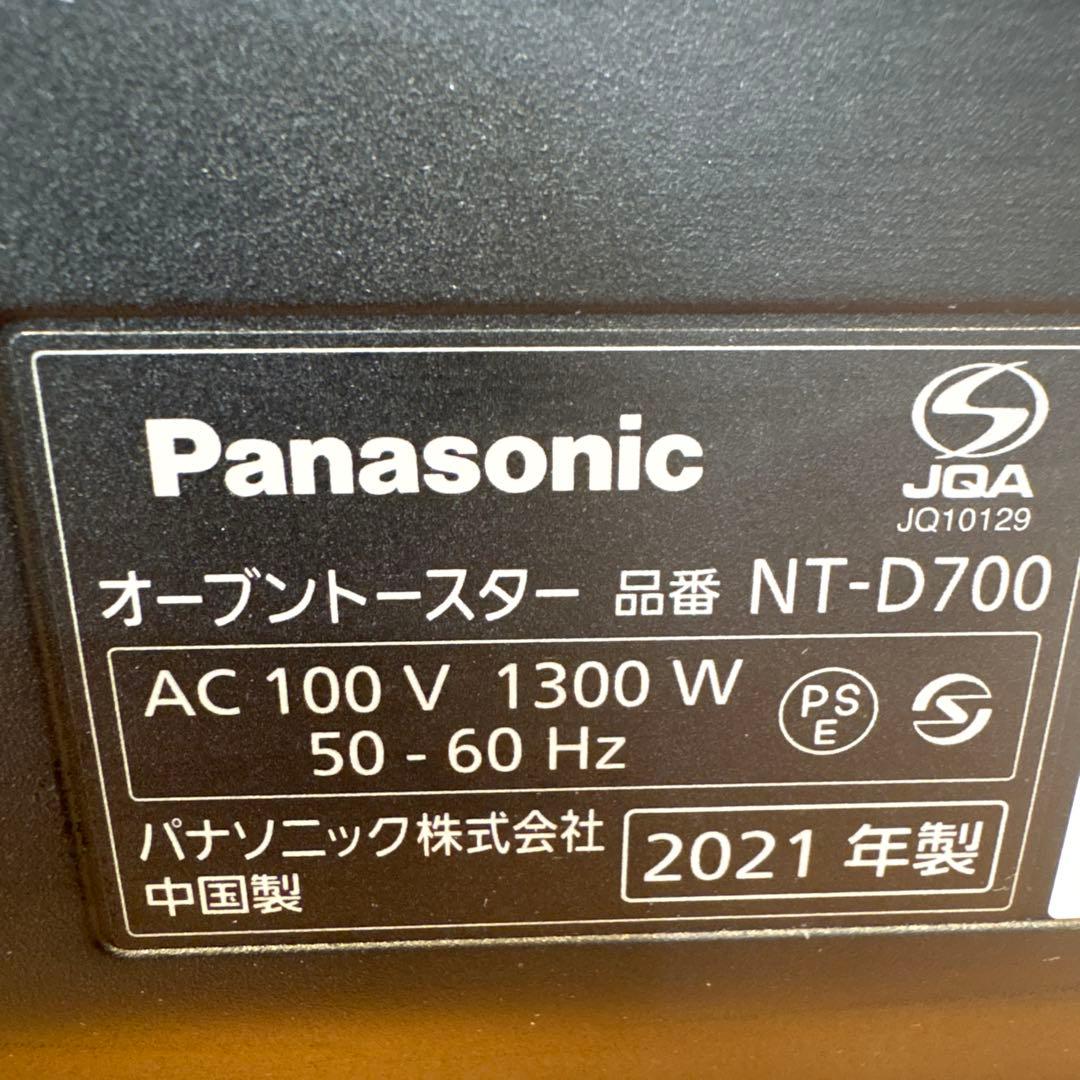 Panasonic
JQA
JQ10129
オーブントースター 品番 NT-D700
AC 100 V 1300 W
50 - 60 Hz
PS
E
パナソニック株式会社
中国製
2021 年製